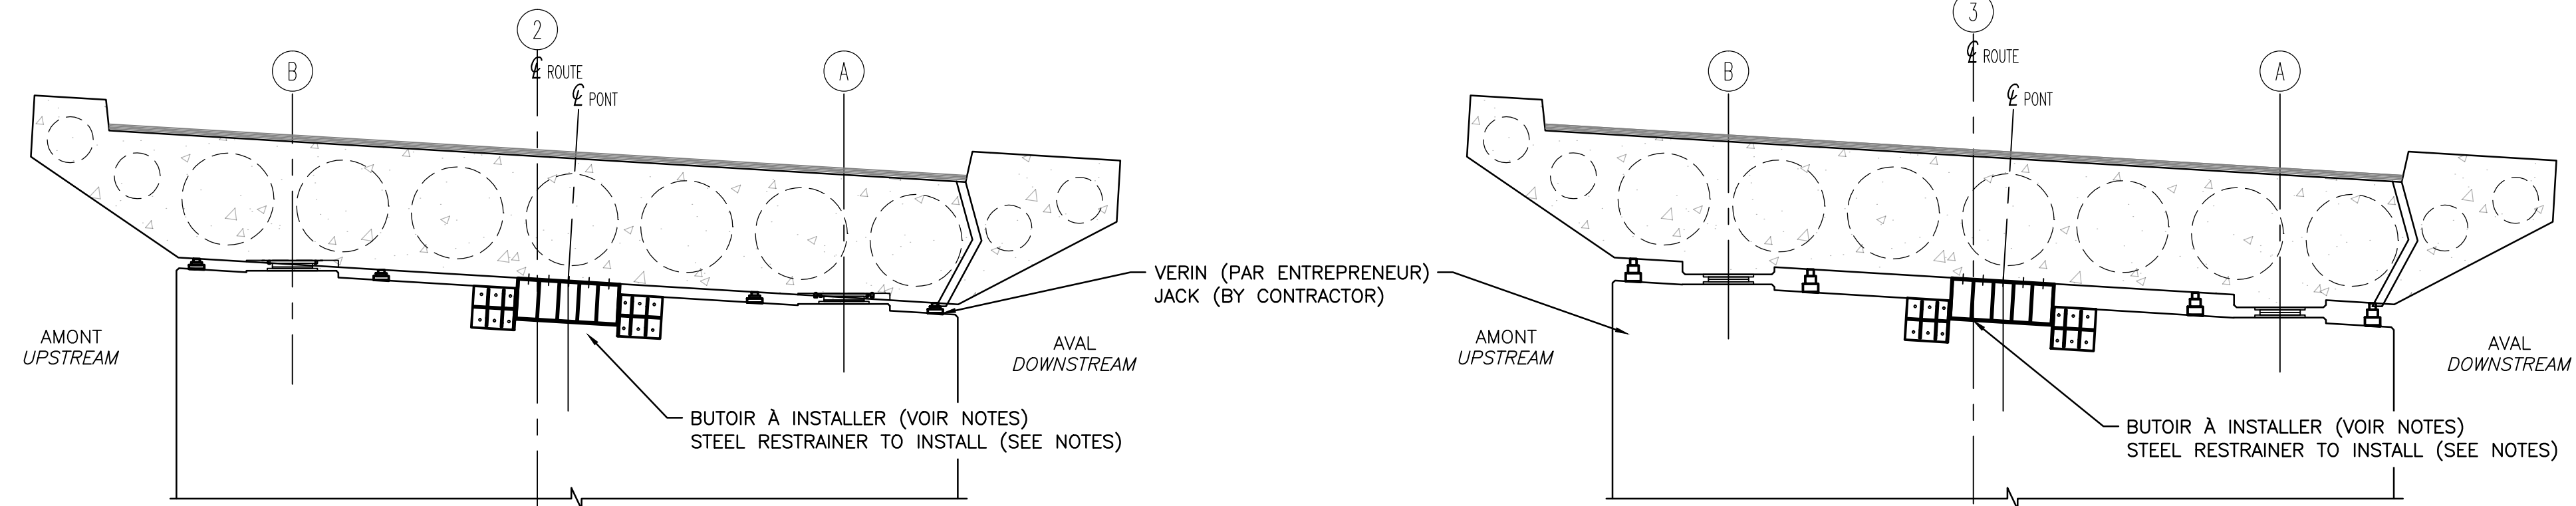 2
℄ ROUTE
B
A
℄ PONT
VERIN (PAR ENTREPRENEUR)
JACK (BY CONTRACTOR)
AMONT
UPSTREAM
AVAL
DOWNSTREAM
BUTOIR À INSTALLER (VOIR NOTES)
STEEL RESTRAINER TO INSTALL (SEE NOTES)
3
℄ ROUTE
B
A
℄ PONT
AMONT
UPSTREAM
AVAL
DOWNSTREAM
BUTOIR À INSTALLER (VOIR NOTES)
STEEL RESTRAINER TO INSTALL (SEE NOTES)